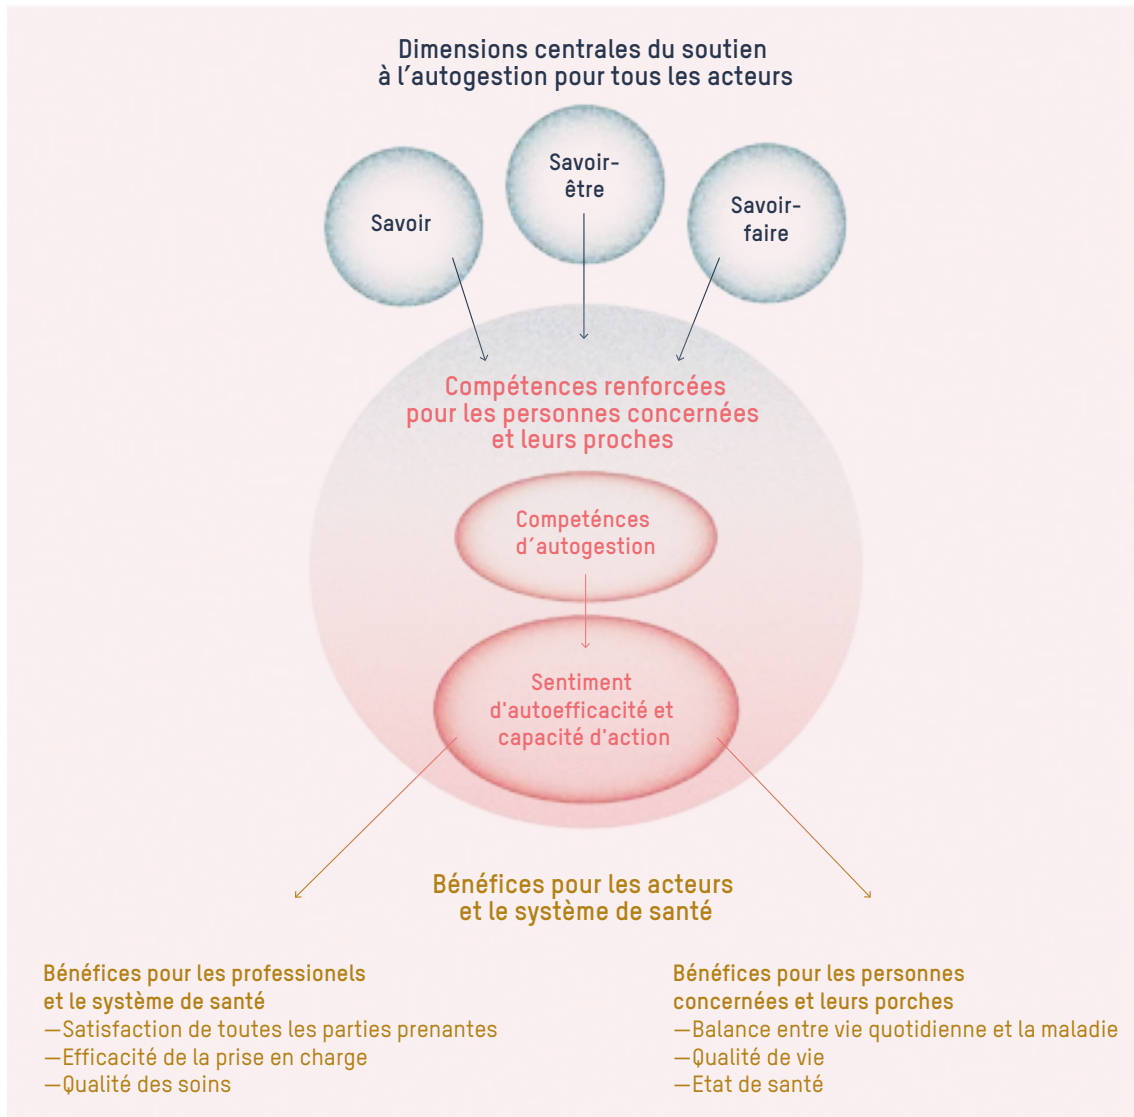 Dimensions centrales du soutien
à l´autogestion pour tous les acteurs
Savoir
Savoir-
être
Savoir-
faire
Compétences renforcées
pour les personnes concernées
et leurs proches
Competénces
d´autogestion
Sentiment
d'autoefficacité et
capacité d'action
Bénéfices pour les acteurs
et le système de santé
Bénéfices pour les professionels
et le système de santé
—Satisfaction de toutes les parties prenantes
—Efficacité de la prise en charge
—Qualité des soins
Bénéfices pour les personnes
concernées et leurs porches
—Balance entre vie quotidienne et la maladie
—Qualité de vie
—Etat de santé